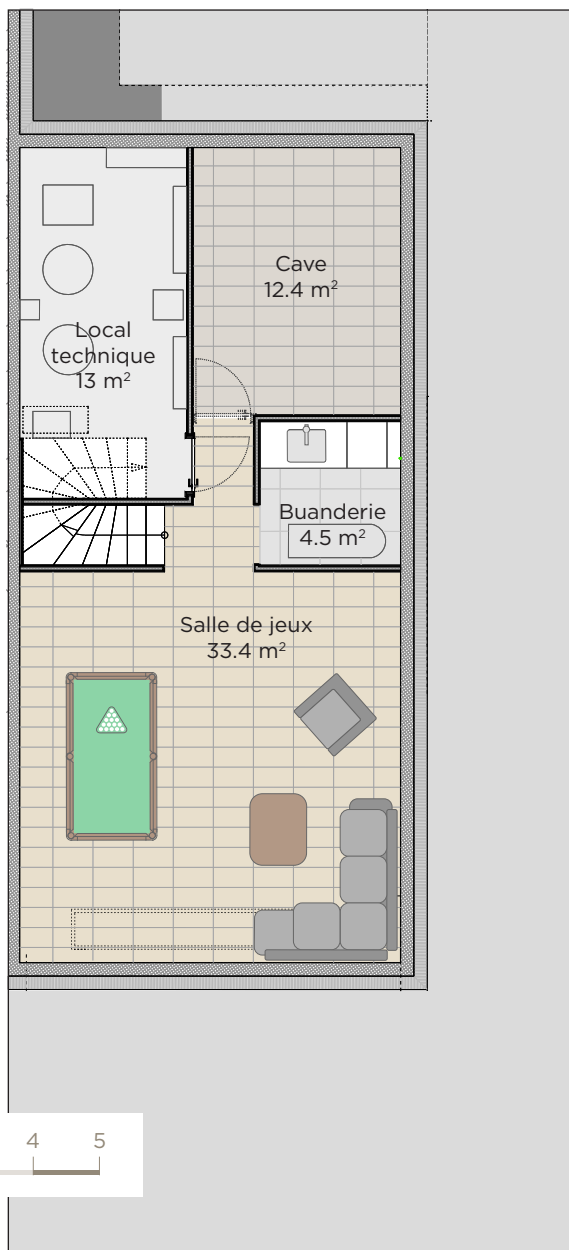 Cave
12.4 m²
Local
technique
13 m²
Buanderie
4.5 m²
Salle de jeux
33.4 m²
4 5